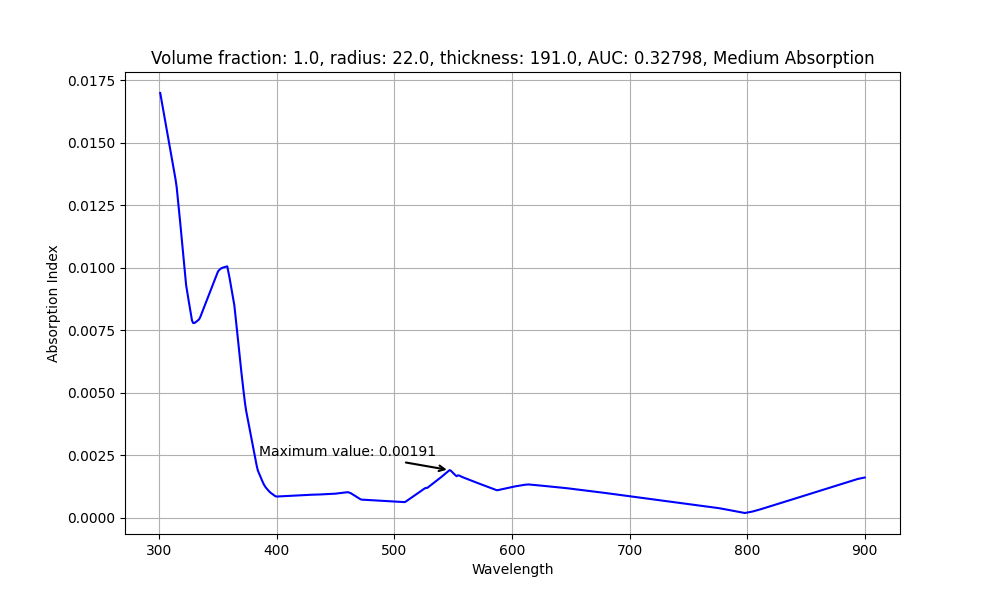 Volume fraction: 1.0, radius: 22.0, thickness: 191.0, AUC: 0.32798, Medium Absorption
0.0175
0.0150
0.0125
0.0100
0.0075
0.0050
0.0025
0.0000
Absorption Index
Maximum value: 0.00191
300 400 500 600 700 800 900
Wavelength